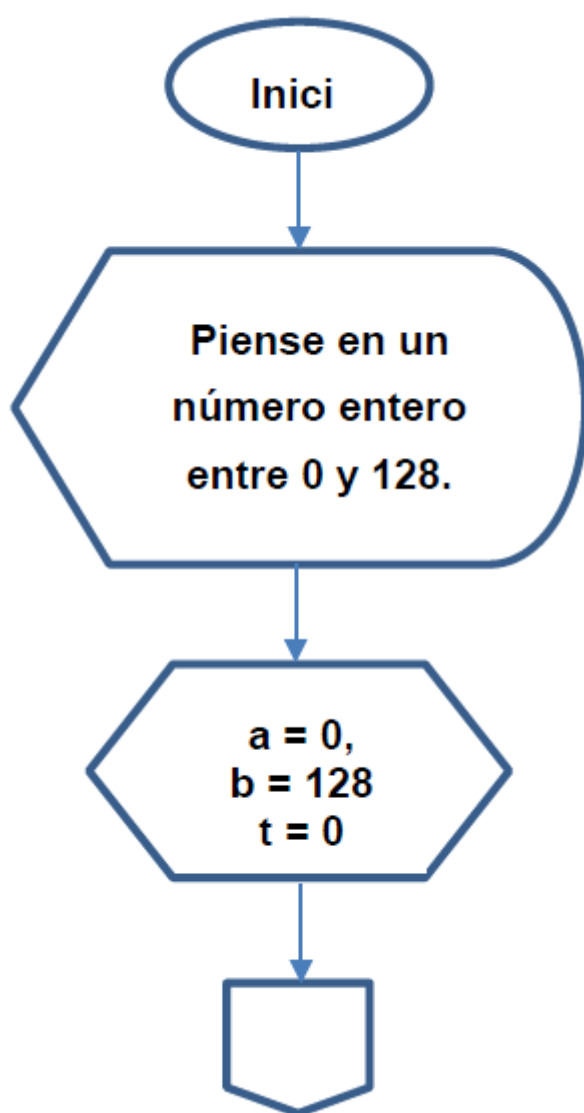 Inici
Piense en un
número entero
entre 0 y 128.
a = 0,
b = 128
t = 0